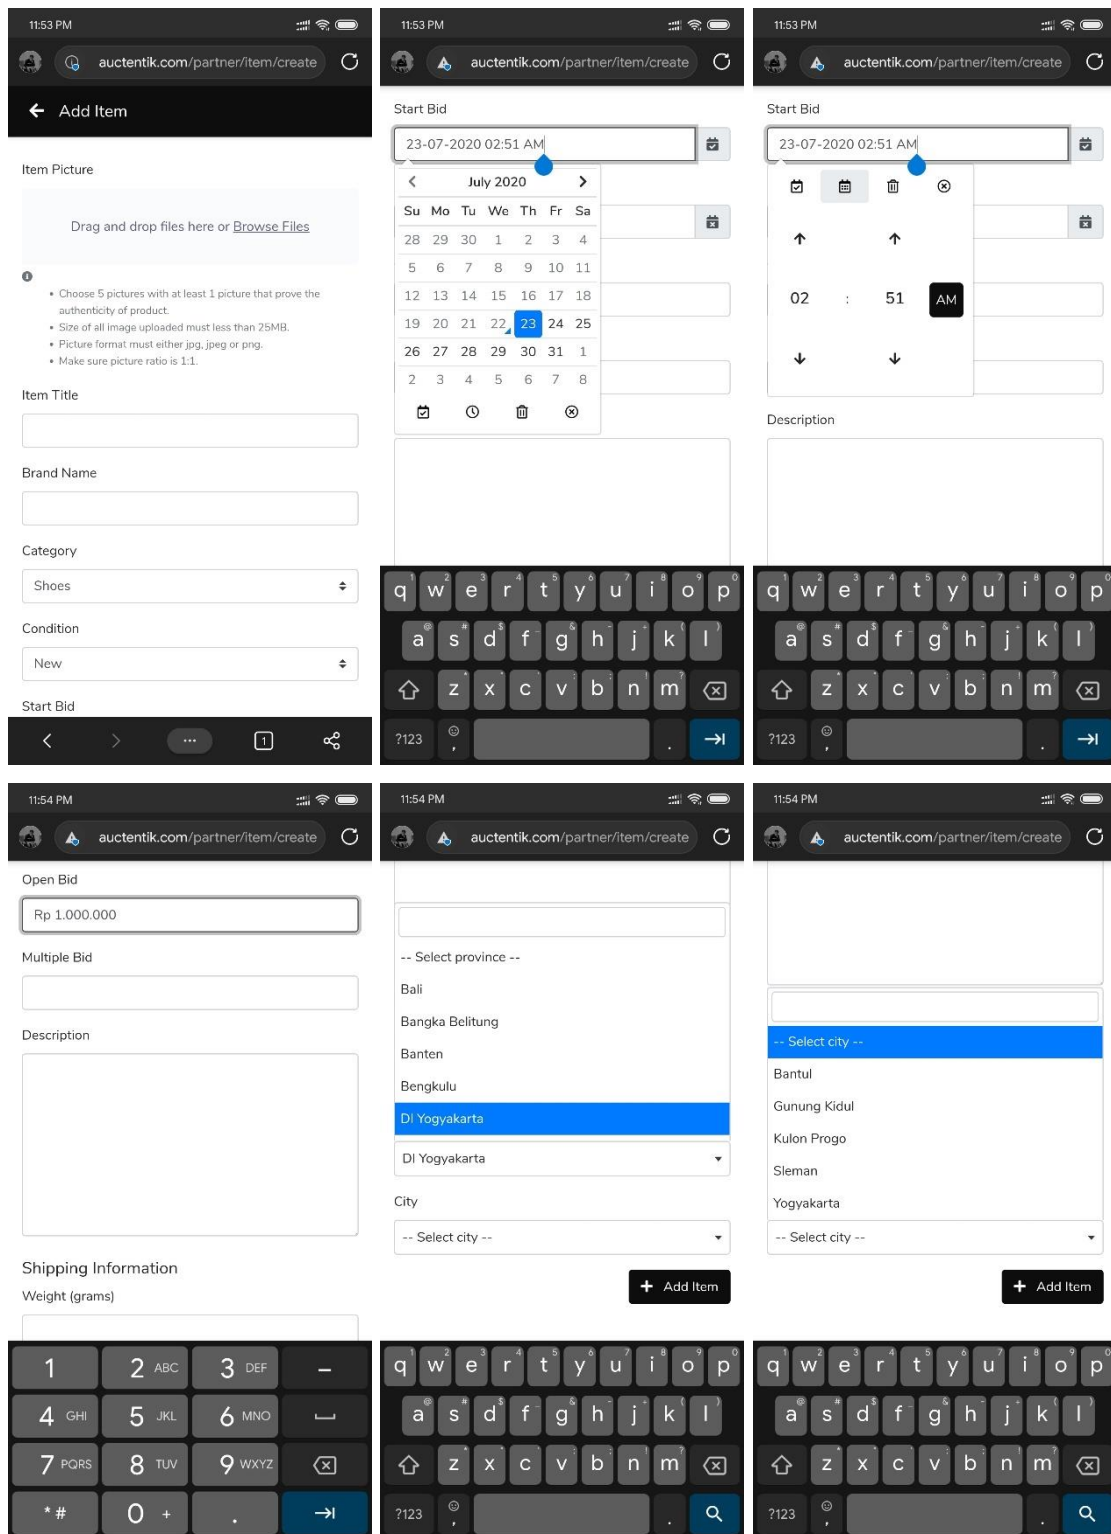 11:53 PM
auctentik.com/partner/item/create
Add Item
Item Picture
Drag and drop files here or Browse Files
Choose 5 pictures with at least 1 picture that prove the
authenticity of product.
Size of all image uploaded must less than 25MB.
Picture format must either jpg, jpeg or png.
Make sure picture ratio is 1:1.
Item Title
Brand Name
Category
Shoes
Condition
New
Start Bid
1
11:53 PM
auctentik.com/partner/item/create
Start Bid
23-07-2020 02:51 AM
July 2020
Su Mo Tu We Th Fr Sa
28 29 30 1 2 3 4
5 6 7 8 9 10 11
12 13 14 15 16 17 18
19 20 21 22 23 24 25
26 27 28 29 30 31 1
2 3 4 5 6 7 8
q w e r t y u i o p
a s d f g h j k l
z x c v b n m
?123 , .
11:53 PM
auctentik.com/partner/item/create
Start Bid
23-07-2020 02:51 AM
02 : 51 AM
Description
q w e r t y u i o p
a s d f g h j k l
z x c v b n m
?123 , .
11:54 PM
auctentik.com/partner/item/create
Open Bid
Rp 1.000.000
Multiple Bid
Description
Shipping Information
Weight (grams)
1 2 ABC 3 DEF –
4 GHI 5 JKL 6 MNO
7 PQRS 8 TUV 9 WXYZ
* # 0 + .
11:54 PM
auctentik.com/partner/item/create
-- Select province --
Bali
Bangka Belitung
Banten
Bengkulu
DI Yogyakarta
DI Yogyakarta
City
-- Select city --
+ Add Item
q w e r t y u i o p
a s d f g h j k l
z x c v b n m
?123 , .
11:54 PM
auctentik.com/partner/item/create
-- Select city --
Bantul
Gunung Kidul
Kulon Progo
Sleman
Yogyakarta
-- Select city --
+ Add Item
q w e r t y u i o p
a s d f g h j k l
z x c v b n m
?123 , .